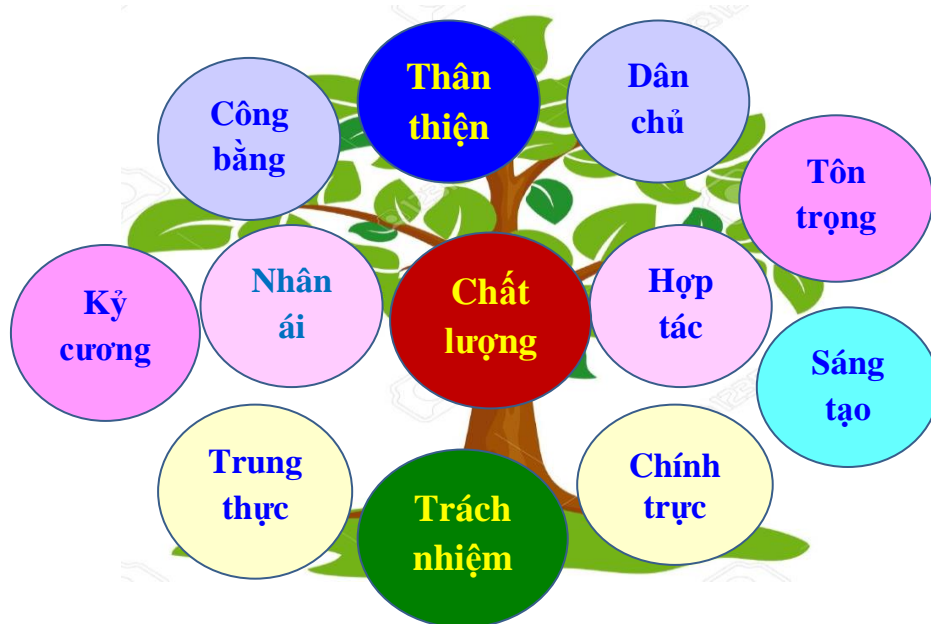 Thân
thiện
Dân
chủ
Công
bằng
Tôn
trọng
Kỷ
cương
Nhân
ái
Chất
lượng
Hợp
tác
Sáng
tạo
Trung
thực
Trách
nhiệm
Chính
trực